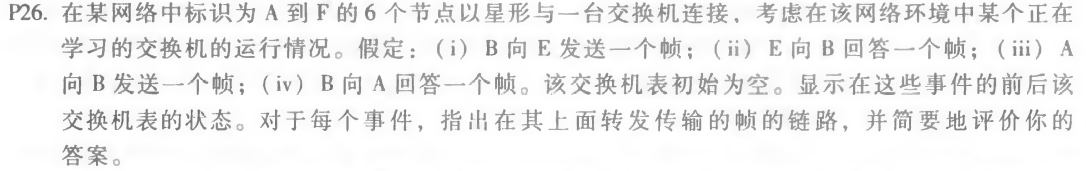 P26. 在某网络中标识为 A 到 F 的 6 个节点以星形与一台交换机连接，考虑在该网络环境中某个正在
学习的交换机的运行情况。假定：(i) B 向 E 发送一个帧；(ii) E 向 B 回答一个帧；(iii) A
向 B 发送一个帧；(iv) B 向 A 回答一个帧。该交换机表初始为空。显示在这些事件的前后该
交换机表的状态。对于每个事件，指出在其上面转发传输的帧的链路，并简要地评价你的
答案。